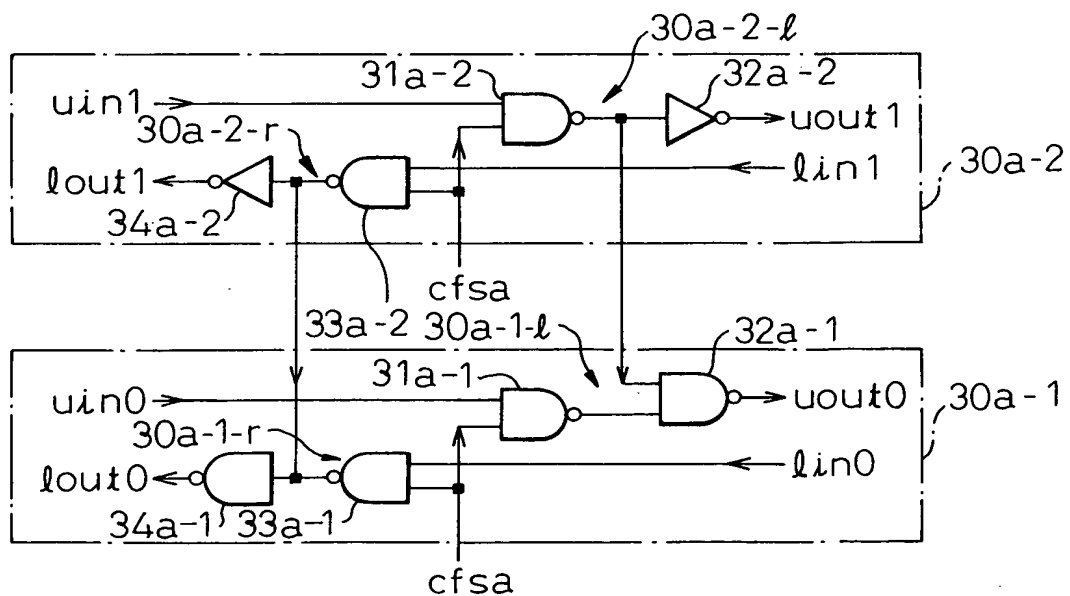 30a-2-ℓ
31a-2
32a-2
uin1
uout1
30a-2-r
ℓout1
ℓin1
30a-2
34a-2
cfsa
33a-2
30a-1-ℓ
32a-1
31a-1
uin0
uout0
30a-1
30a-1-r
ℓout0
ℓin0
34a-1
33a-1
cfsa